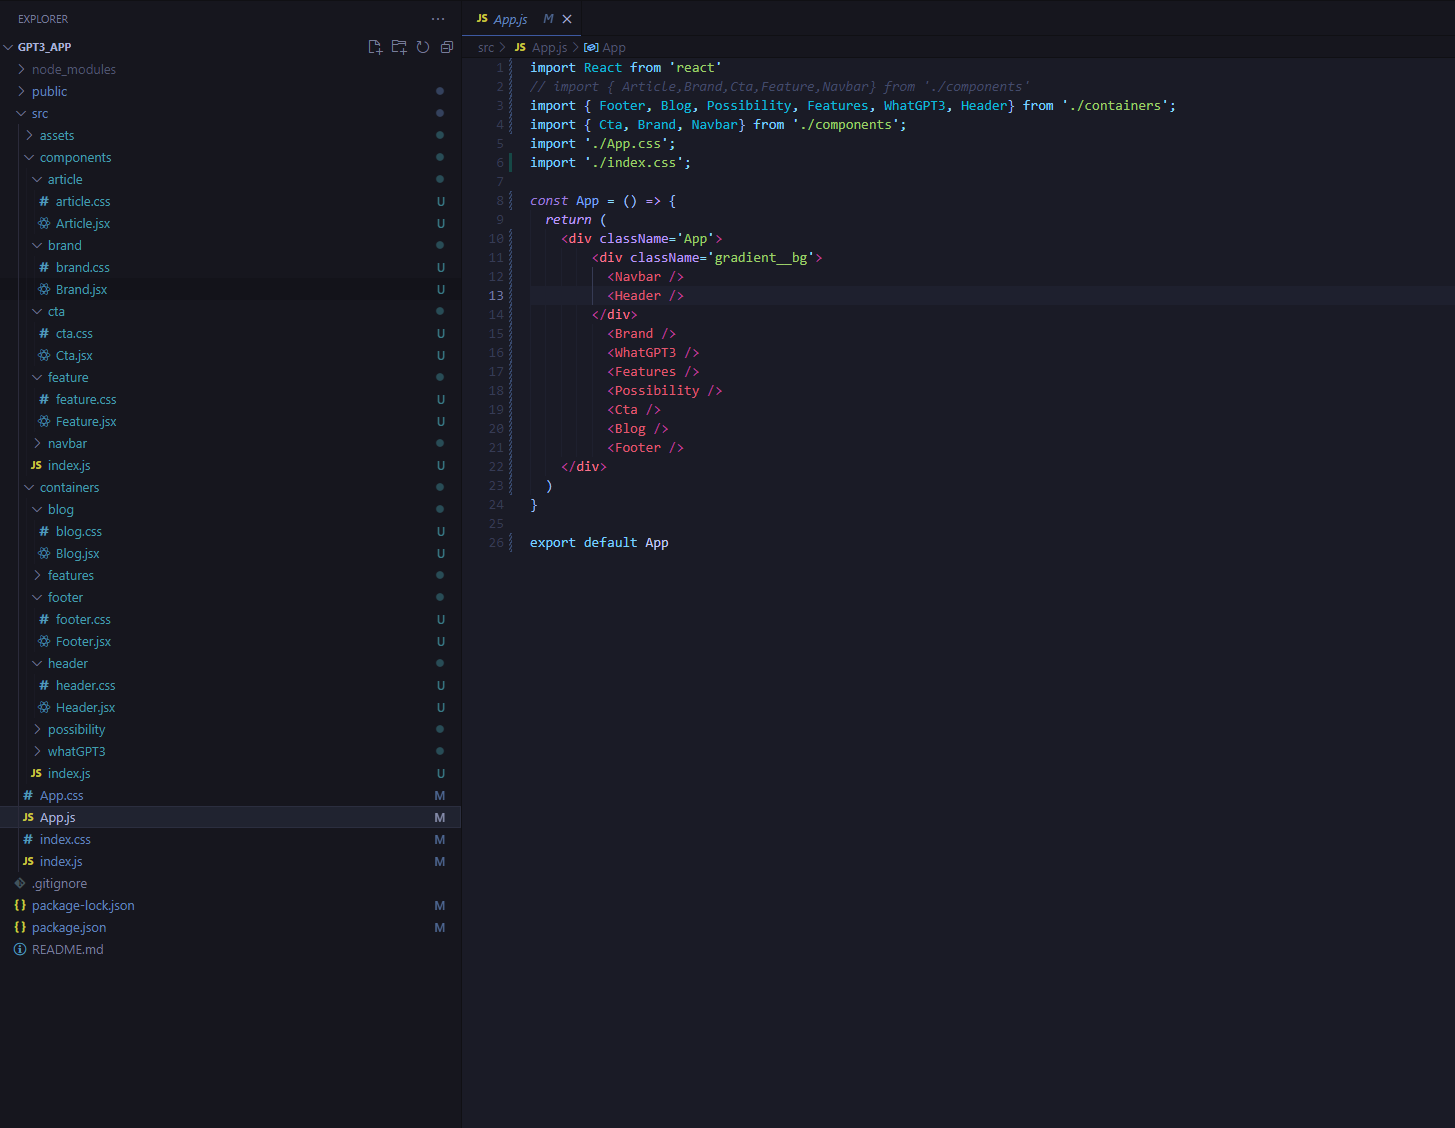 EXPLORER
GPT3_APP
node_modules
public
src
assets
components
article
# article.css U
Article.jsx U
brand
# brand.css U
Brand.jsx U
cta
# cta.css U
Cta.jsx U
feature
# feature.css U
Feature.jsx U
navbar
JS index.js U
containers
blog
# blog.css U
Blog.jsx U
features
footer
# footer.css U
Footer.jsx U
header
# header.css U
Header.jsx U
possibility
whatGPT3
JS index.js U
# App.css M
JS App.js M
# index.css M
JS index.js M
.gitignore
{} package-lock.json M
{} package.json M
README.md
JS App.js M
src > JS App.js > App
1 import React from 'react'
2 // import { Article,Brand,Cta,Feature,Navbar} from './components'
3 import { Footer, Blog, Possibility, Features, WhatGPT3, Header} from './containers';
4 import { Cta, Brand, Navbar} from './components';
5 import './App.css';
6 import './index.css';
7
8 const App = () => {
9 return (
10 <div className='App'>
11 <div className='gradient__bg'>
12 <Navbar />
13 <Header />
14 </div>
15 <Brand />
16 <WhatGPT3 />
17 <Features />
18 <Possibility />
19 <Cta />
20 <Blog />
21 <Footer />
22 </div>
23 )
24 }
25
26 export default App